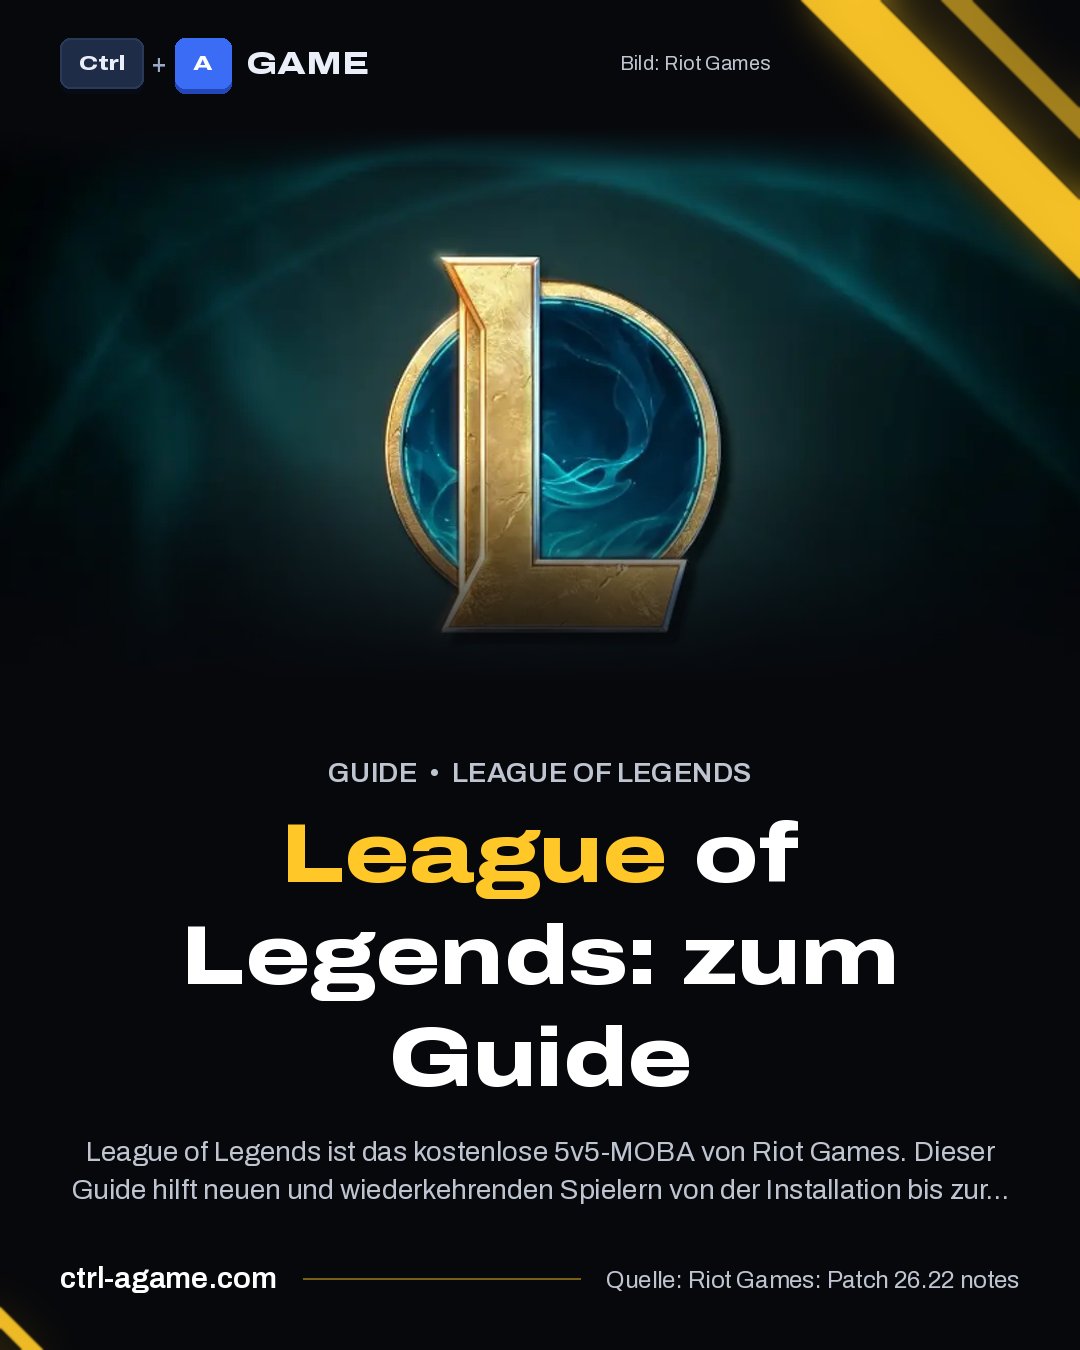 Ctrl + A GAME
Bild: Riot Games
GUIDE • LEAGUE OF LEGENDS
League of
Legends: zum
Guide
League of Legends ist das kostenlose 5v5-MOBA von Riot Games. Dieser
Guide hilft neuen und wiederkehrenden Spielern von der Installation bis zur...
ctrl-agame.com
Quelle: Riot Games: Patch 26.22 notes